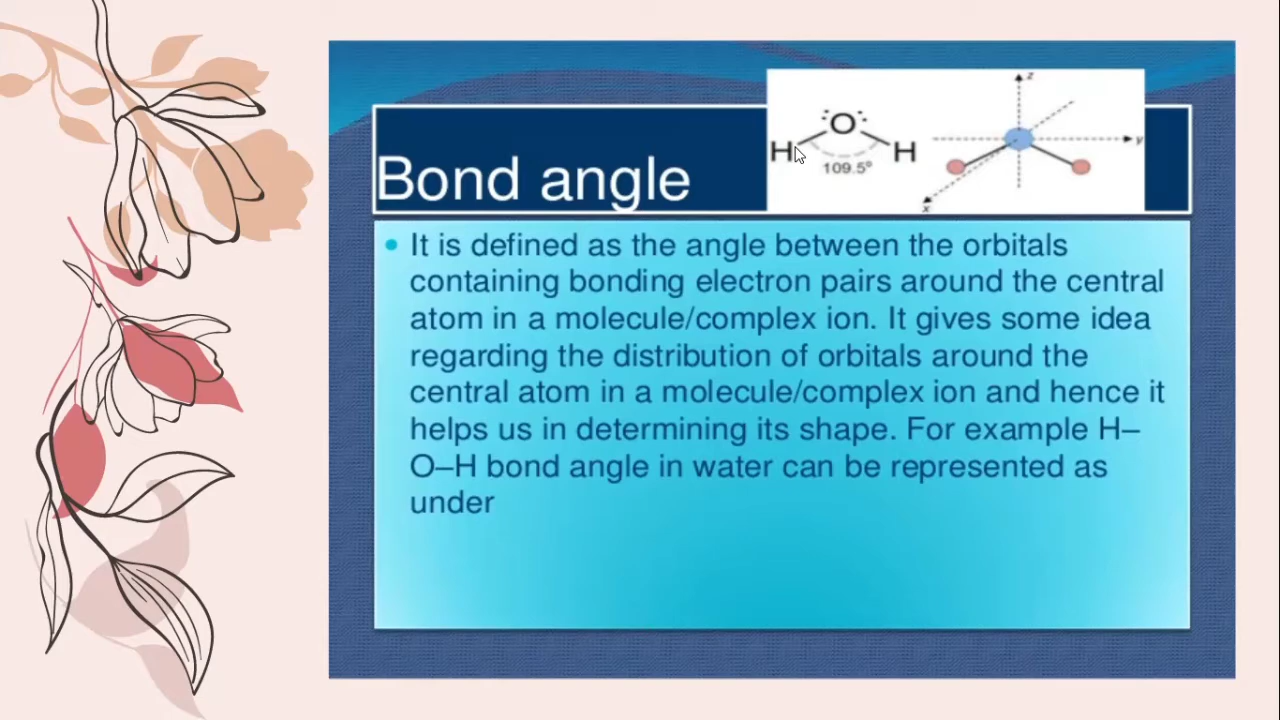 Bond angle
O
H H
109.5°
z
y
x
It is defined as the angle between the orbitals
containing bonding electron pairs around the central
atom in a molecule/complex ion. It gives some idea
regarding the distribution of orbitals around the
central atom in a molecule/complex ion and hence it
helps us in determining its shape. For example H–
O–H bond angle in water can be represented as
under